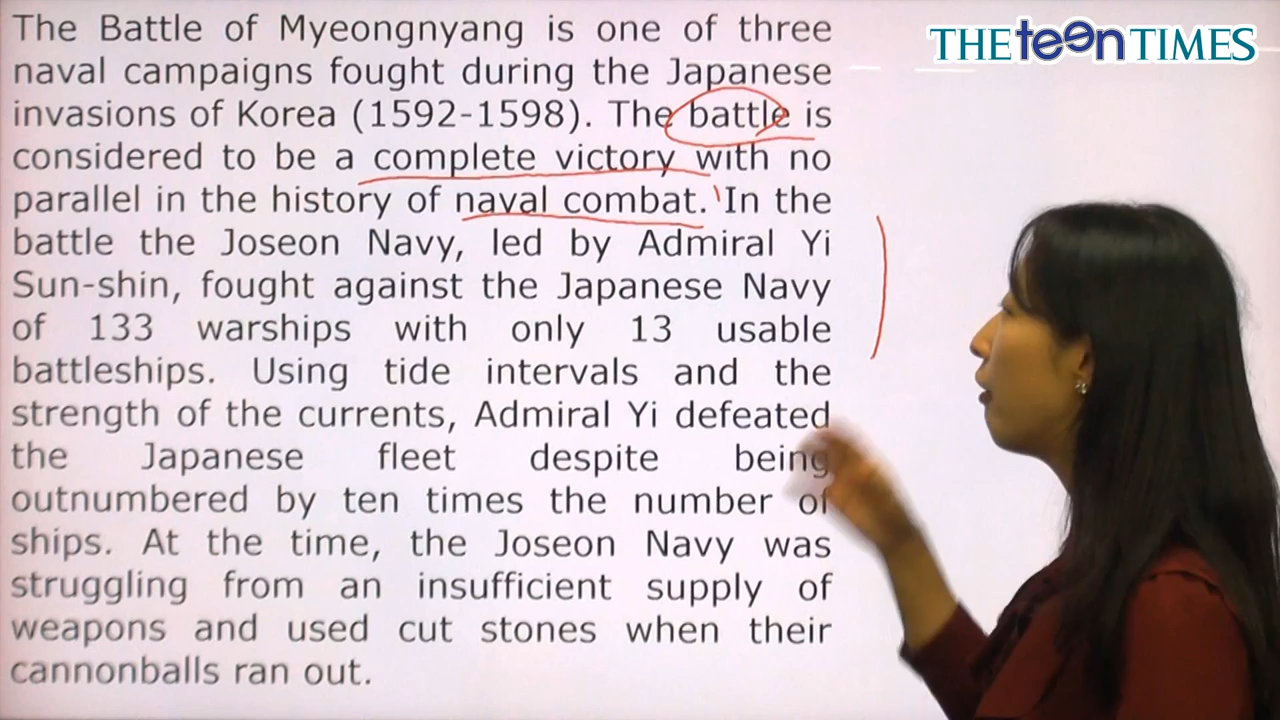 THE teen TIMES
The Battle of Myeongnyang is one of three
naval campaigns fought during the Japanese
invasions of Korea (1592-1598). The battle is
considered to be a complete victory with no
parallel in the history of naval combat. In the
battle the Joseon Navy, led by Admiral Yi
Sun-shin, fought against the Japanese Navy
of 133 warships with only 13 usable
battleships. Using tide intervals and the
strength of the currents, Admiral Yi defeated
the Japanese fleet despite being
outnumbered by ten times the number of
ships. At the time, the Joseon Navy was
struggling from an insufficient supply of
weapons and used cut stones when their
cannonballs ran out.